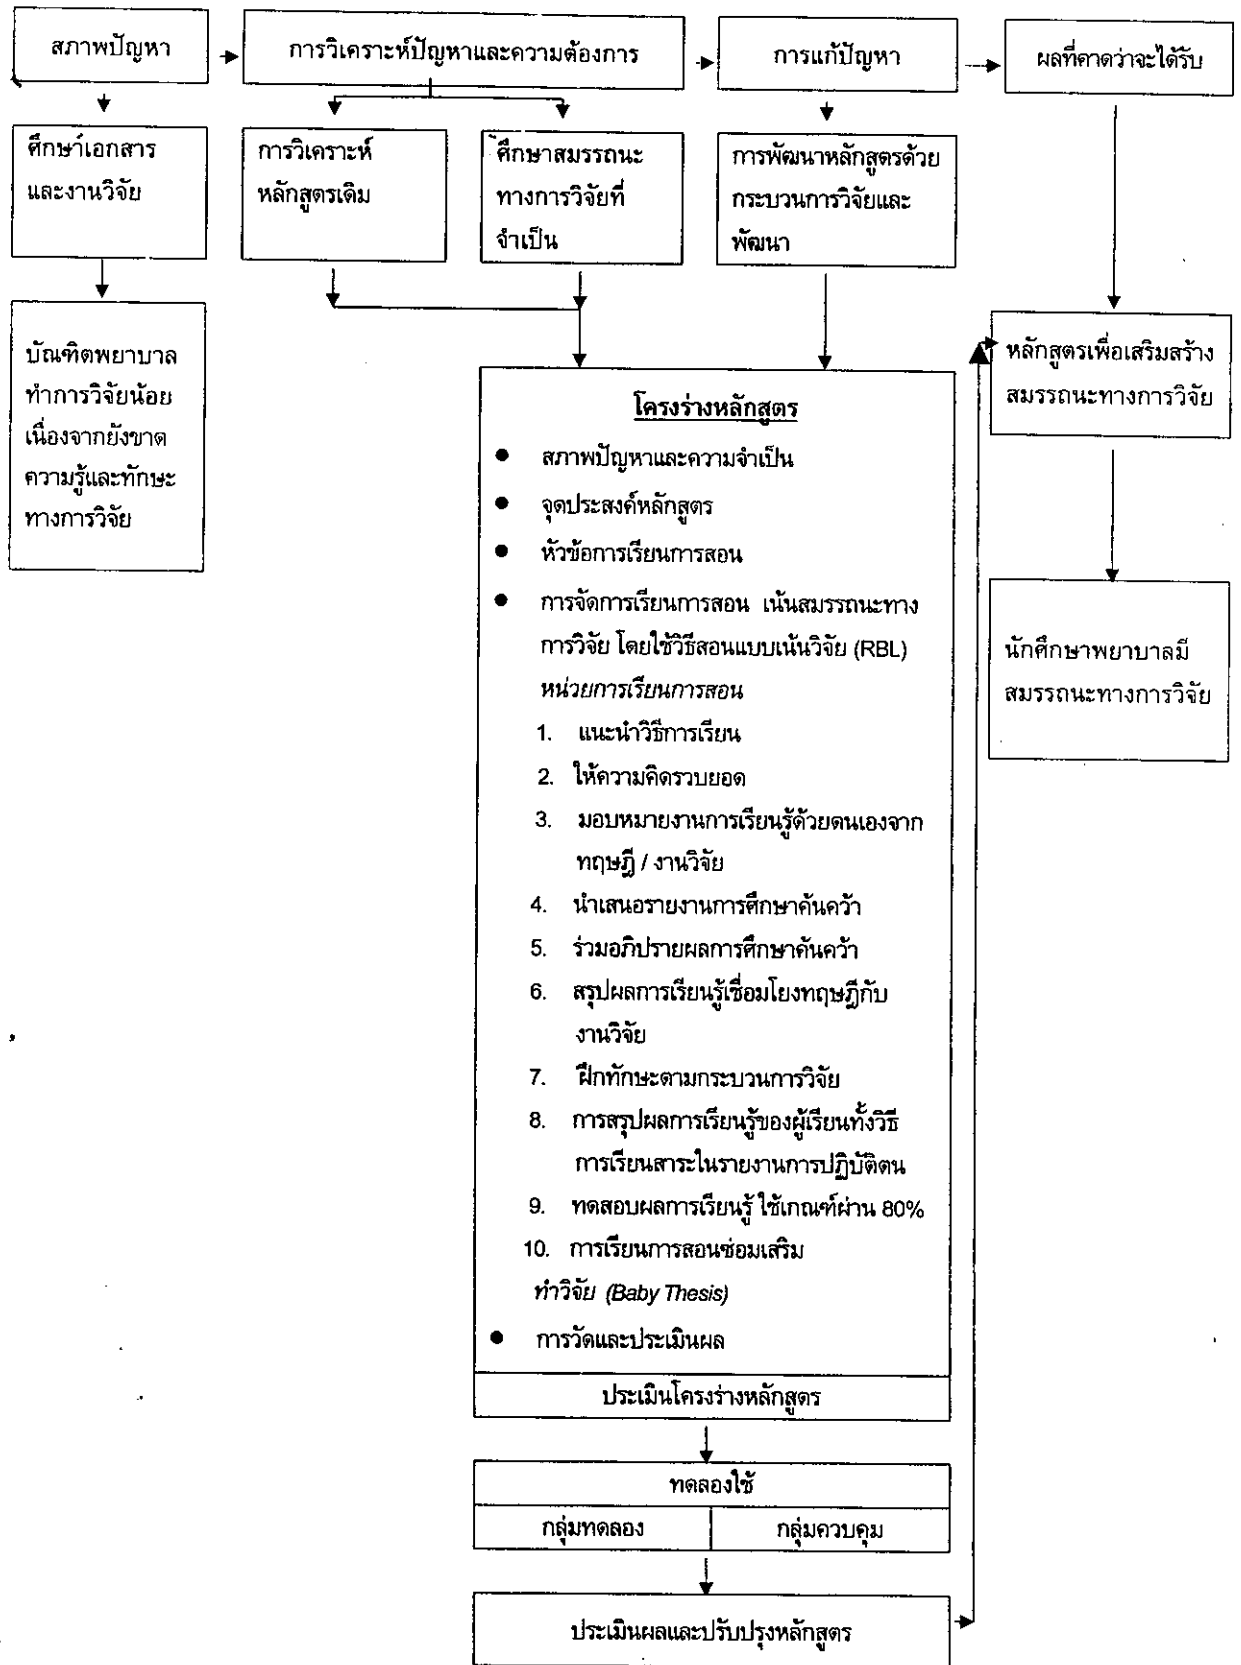 สภาพปัญหา
การวิเคราะห์ปัญหาและความต้องการ
การแก้ปัญหา
ผลที่คาดว่าจะได้รับ
ศึกษาเอกสาร
และงานวิจัย
การวิเคราะห์
หลักสูตรเดิม
ศึกษาสมรรถนะ
ทางการวิจัยที่
จำเป็น
การพัฒนาหลักสูตรด้วย
กระบวนการวิจัยและ
พัฒนา
บัณฑิตพยาบาล
ทำการวิจัยน้อย
เนื่องจากยังขาด
ความรู้และทักษะ
ทางการวิจัย
โครงร่างหลักสูตร
● สภาพปัญหาและความจำเป็น
● จุดประสงค์หลักสูตร
● หัวข้อการเรียนการสอน
● การจัดการเรียนการสอน เน้นสมรรถนะทาง
การวิจัย โดยใช้วิธีสอนแบบเน้นวิจัย (RBL)
หน่วยการเรียนการสอน
1. แนะนำวิธีการเรียน
2. ให้ความคิดรวบยอด
3. มอบหมายงานการเรียนรู้ด้วยตนเองจาก
ทฤษฎี / งานวิจัย
4. นำเสนอรายงานการศึกษาค้นคว้า
5. ร่วมอภิปรายผลการศึกษาค้นคว้า
6. สรุปผลการเรียนรู้เชื่อมโยงทฤษฎีกับ
งานวิจัย
7. ฝึกทักษะตามกระบวนการวิจัย
8. การสรุปผลการเรียนรู้ของผู้เรียนทั้งวิธี
การเรียนสาระในรายงานการปฏิบัติตน
9. ทดสอบผลการเรียนรู้ ใช้เกณฑ์ผ่าน 80%
10. การเรียนการสอนซ่อมเสริม
ทำวิจัย (Baby Thesis)
● การวัดและประเมินผล
ประเมินโครงร่างหลักสูตร
ทดลองใช้
กลุ่มทดลอง
กลุ่มควบคุม
ประเมินผลและปรับปรุงหลักสูตร
หลักสูตรเพื่อเสริมสร้าง
สมรรถนะทางการวิจัย
นักศึกษาพยาบาลมี
สมรรถนะทางการวิจัย